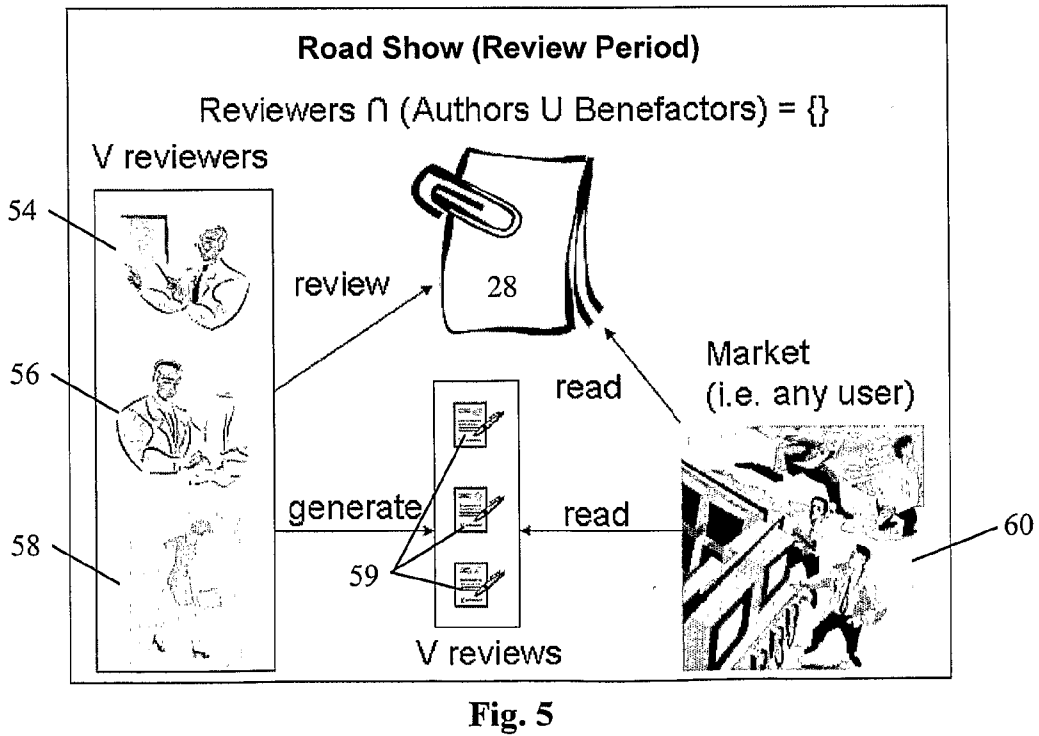 Road Show (Review Period)
Reviewers ∩ (Authors U Benefactors) = {}
V reviewers
54
review
28
56
Market
(i.e. any user)
read
generate
read
58
59
60
V reviews
Fig. 5